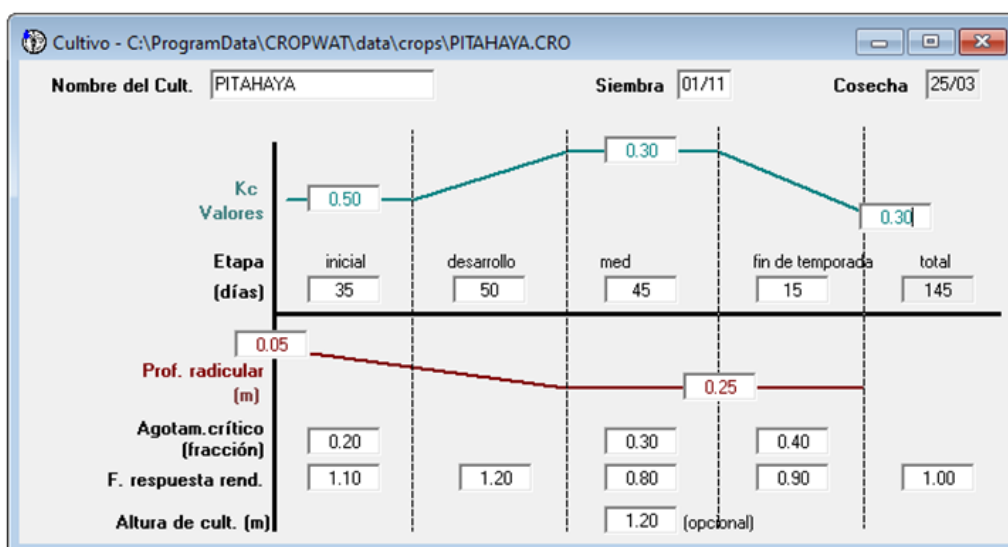 Cultivo - C:\ProgramData\CROPWAT\data\crops\PITAHAYA.CRO
Nombre del Cult. PITAHAYA Siembra 01/11 Cosecha 25/03
Kc Valores 0.50 0.30 0.30
Etapa inicial desarrollo med fin de temporada total
(días) 35 50 45 15 145
0.05
Prof. radicular (m) 0.25
Agotam.crítico (fracción) 0.20 0.30 0.40
F. respuesta rend. 1.10 1.20 0.80 0.90 1.00
Altura de cult. (m) 1.20 (opcional)